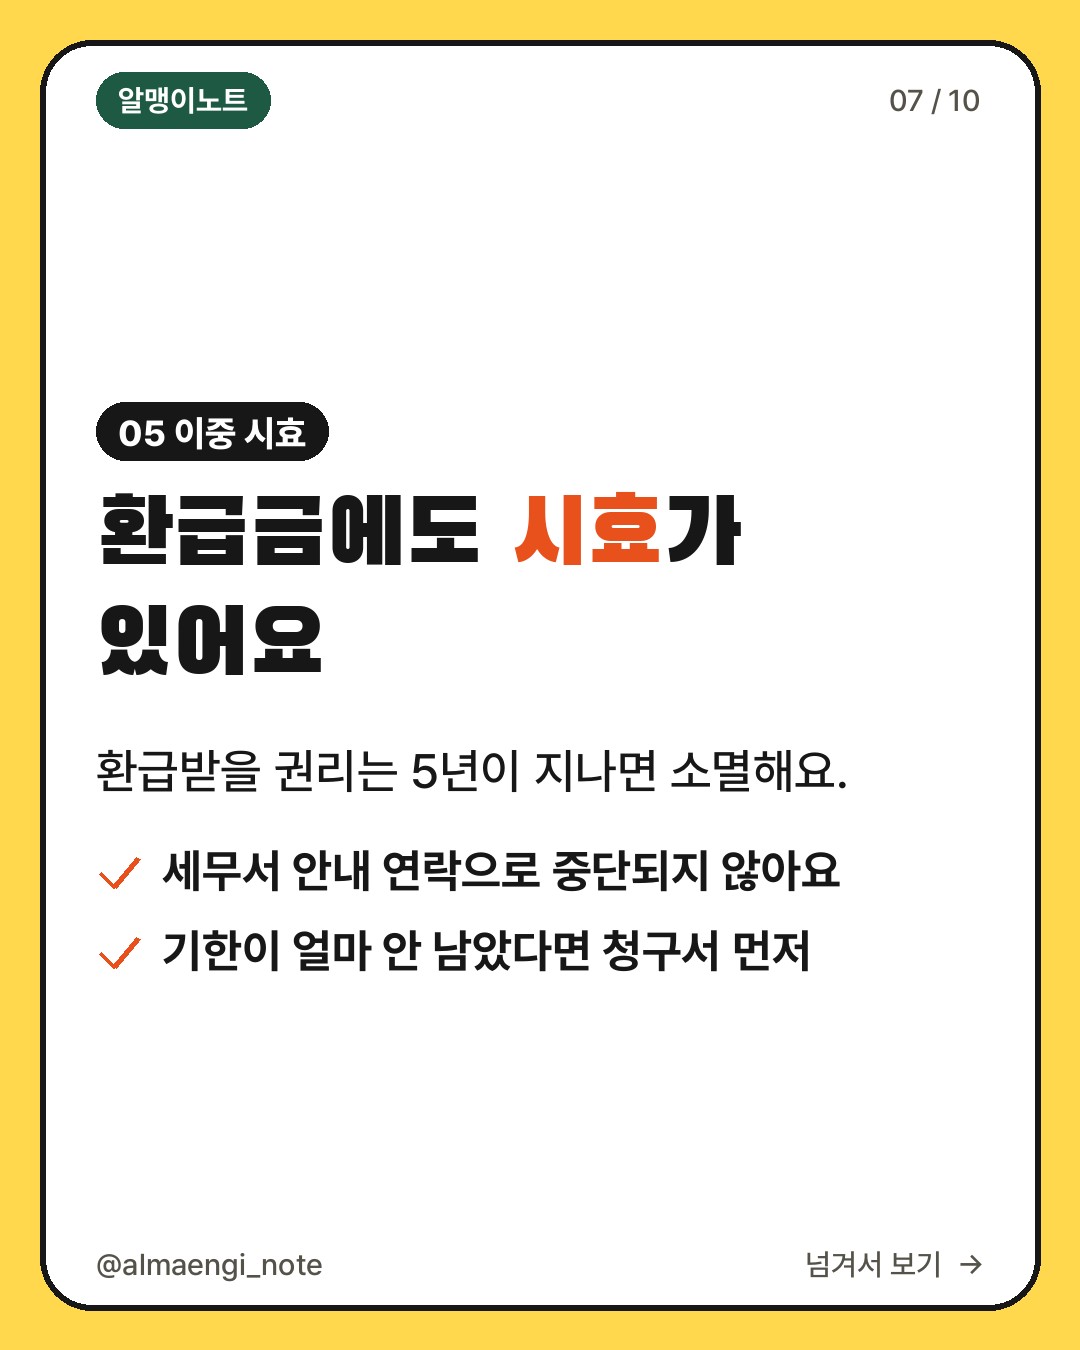 알맹이노트
07 / 10
05 이중 시효
환급금에도 시효가
있어요
환급받을 권리는 5년이 지나면 소멸해요.
세무서 안내 연락으로 중단되지 않아요
기한이 얼마 안 남았다면 청구서 먼저
@almaengi_note
넘겨서 보기 →